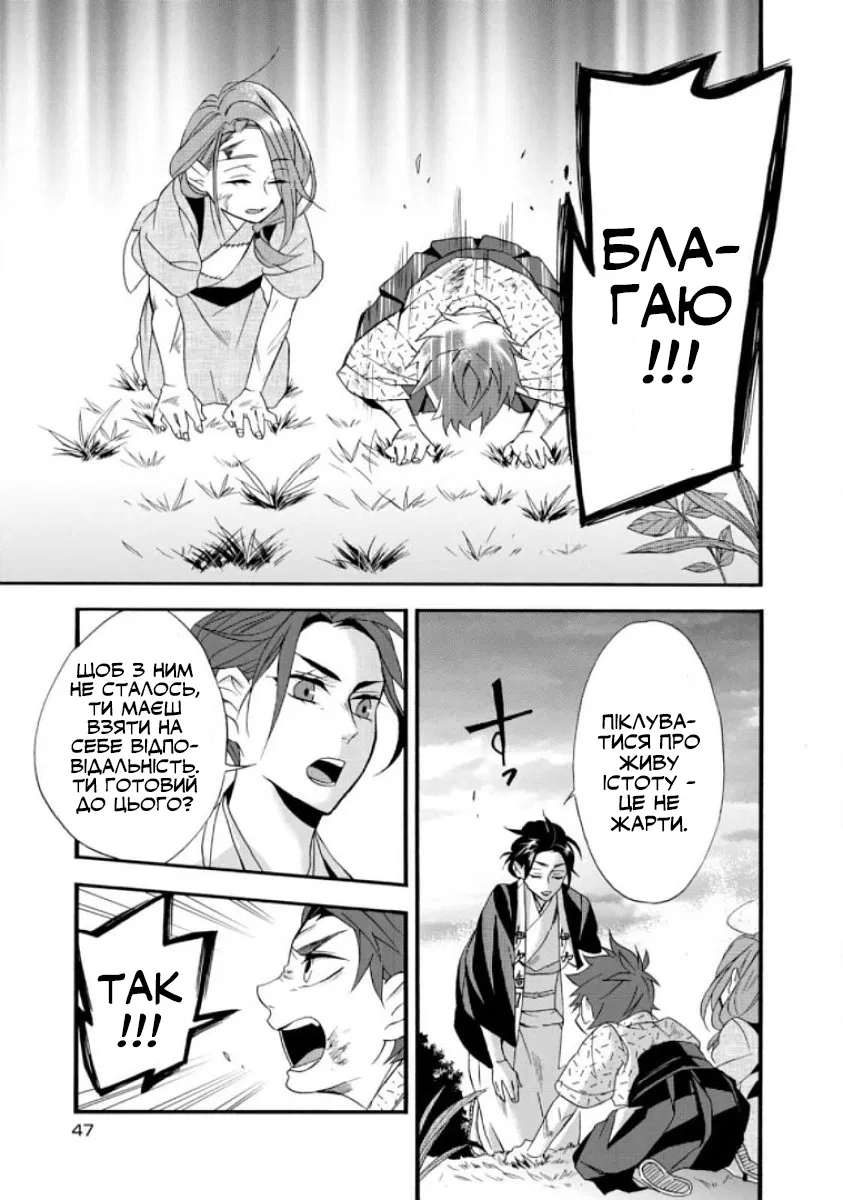 БЛА-
ГАЮ
!!!
ПІКЛУВА-
ТИСЯ ПРО
ЖИВУ
ІСТОТУ -
ЦЕ НЕ
ЖАРТИ.
す
ЩОБ З НИМ
НЕ СТАЛОСЬ,
ТИ МАЄШ
ВЗЯТИ НА
СЕБЕ ВІДПО-
ВІДАЛЬНІСТЬ.
ТИ ГОТОВИЙ
ДО ЦЬОГО?
ТАК
!!!
47